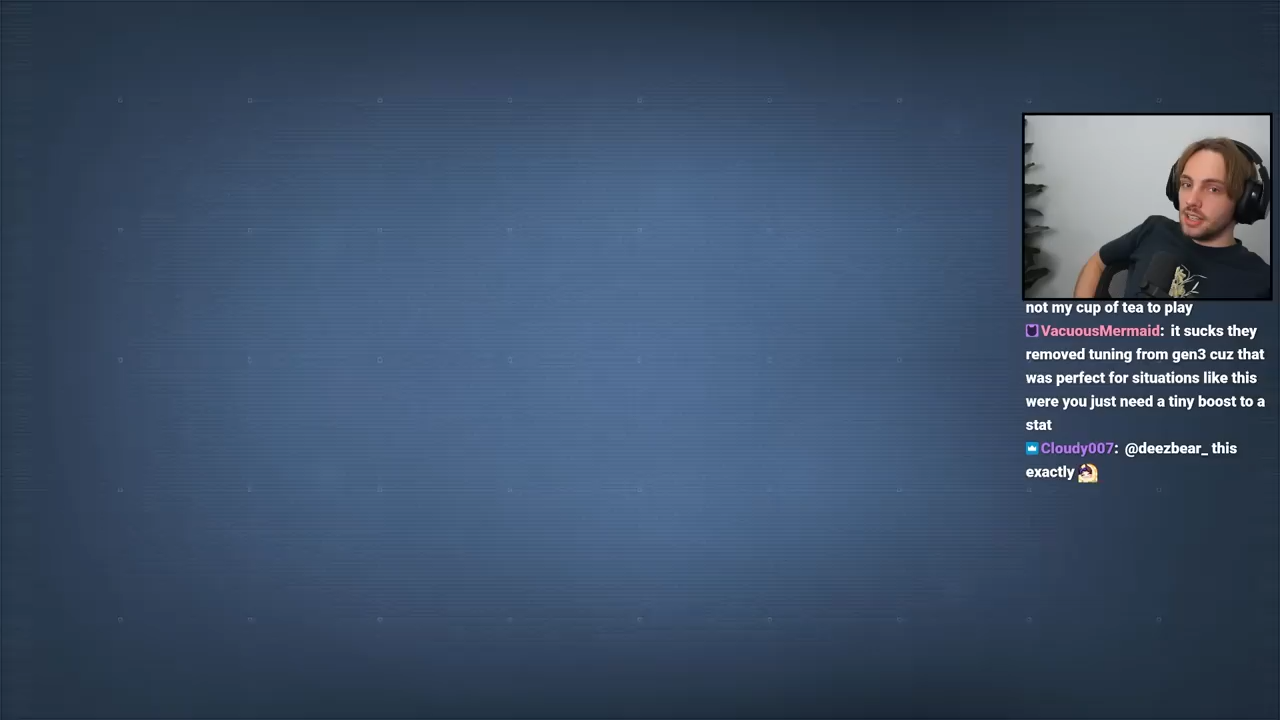 not my cup of tea to play
VacuousMermaid: it sucks they
removed tuning from gen3 cuz that
was perfect for situations like this
were you just need a tiny boost to a
stat
Cloudy007: @deezbear_ this
exactly